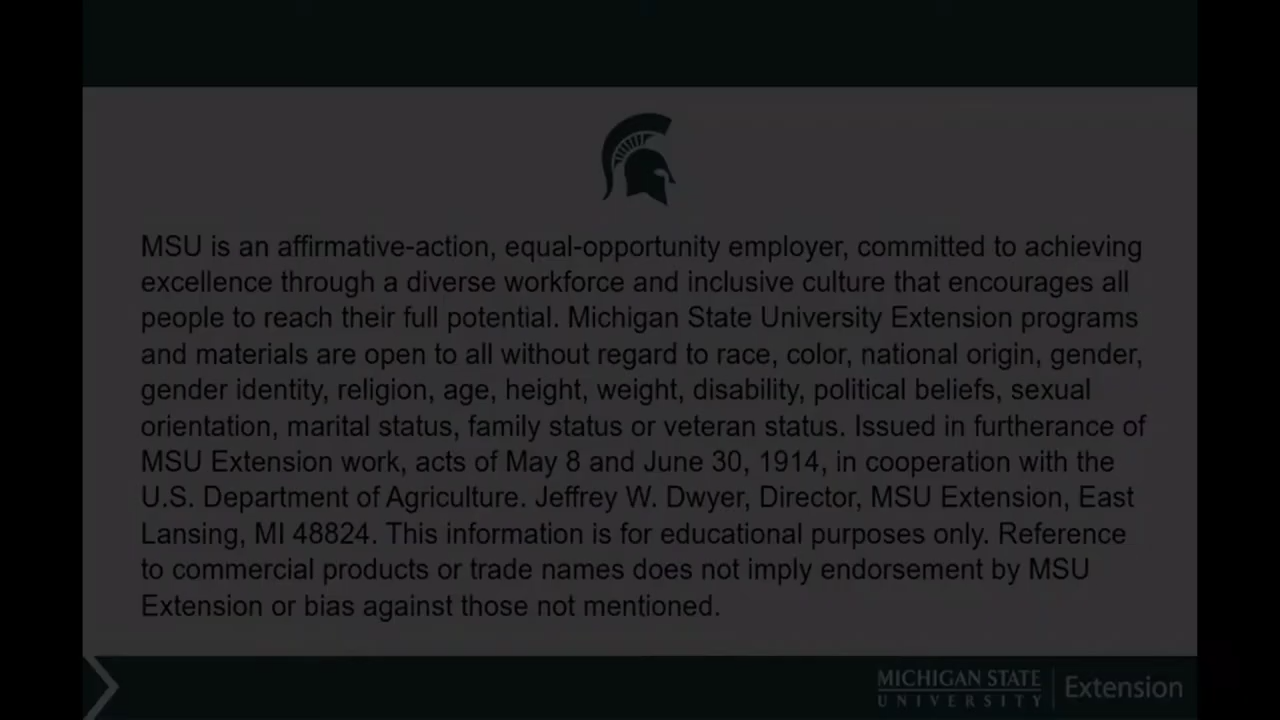 MSU is an affirmative-action, equal-opportunity employer, committed to achieving
excellence through a diverse workforce and inclusive culture that encourages all
people to reach their full potential. Michigan State University Extension programs
and materials are open to all without regard to race, color, national origin, gender,
gender identity, religion, age, height, weight, disability, political beliefs, sexual
orientation, marital status, family status or veteran status. Issued in furtherance of
MSU Extension work, acts of May 8 and June 30, 1914, in cooperation with the
U.S. Department of Agriculture. Jeffrey W. Dwyer, Director, MSU Extension, East
Lansing, MI 48824. This information is for educational purposes only. Reference
to commercial products or trade names does not imply endorsement by MSU
Extension or bias against those not mentioned.
MICHIGAN STATE
UNIVERSITY
Extension